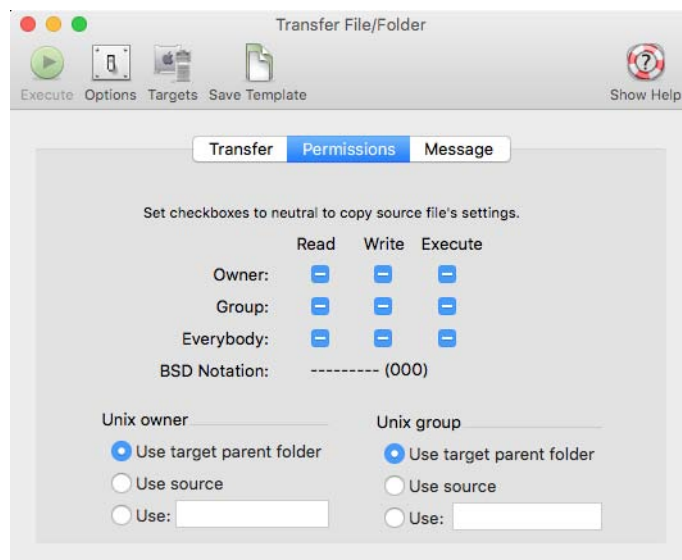 Transfer File/Folder
Execute Options Targets Save Template Show Help
Transfer Permissions Message
Set checkboxes to neutral to copy source file's settings.
Read Write Execute
Owner:
Group:
Everybody:
BSD Notation: --------- (000)
Unix owner Unix group
Use target parent folder Use target parent folder
Use source Use source
Use: Use: